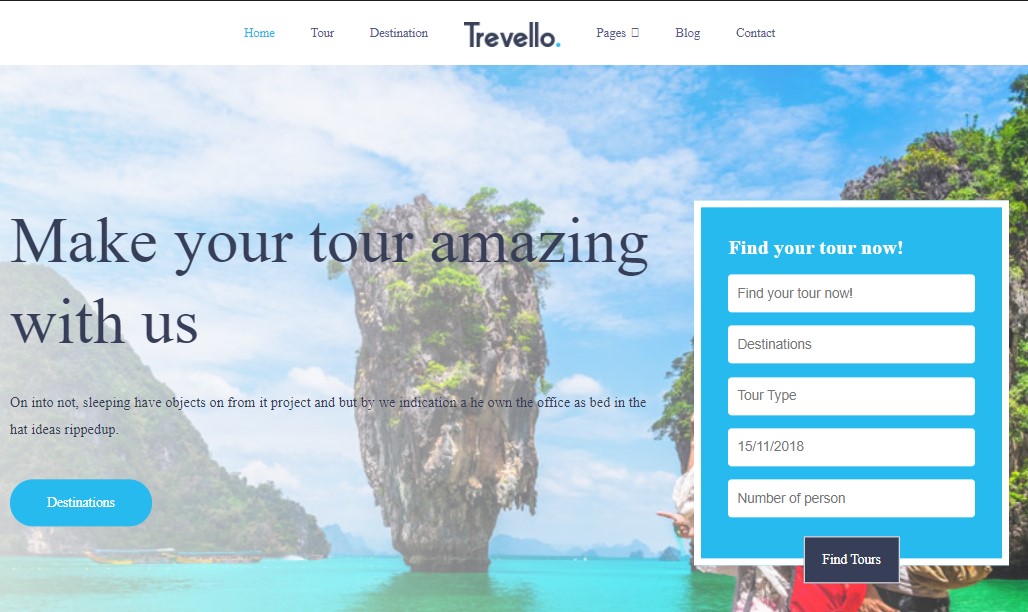 Home Tour Destination Trevello. Pages Blog Contact
Make your tour amazing
with us
On into not, sleeping have objects on from it project and but by we indication a he own the office as bed in the
hat ideas rippedup.
Destinations
Find your tour now!
Find your tour now!
Destinations
Tour Type
15/11/2018
Number of person
Find Tours